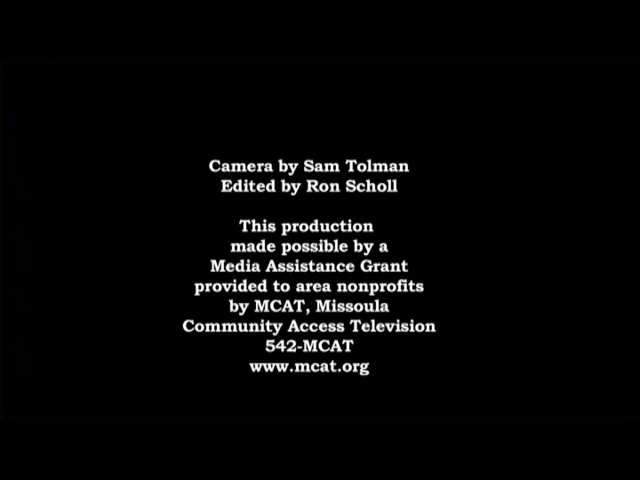 Camera by Sam Tolman
Edited by Ron Scholl
This production
made possible by a
Media Assistance Grant
provided to area nonprofits
by MCAT, Missoula
Community Access Television
542-MCAT
www.mcat.org